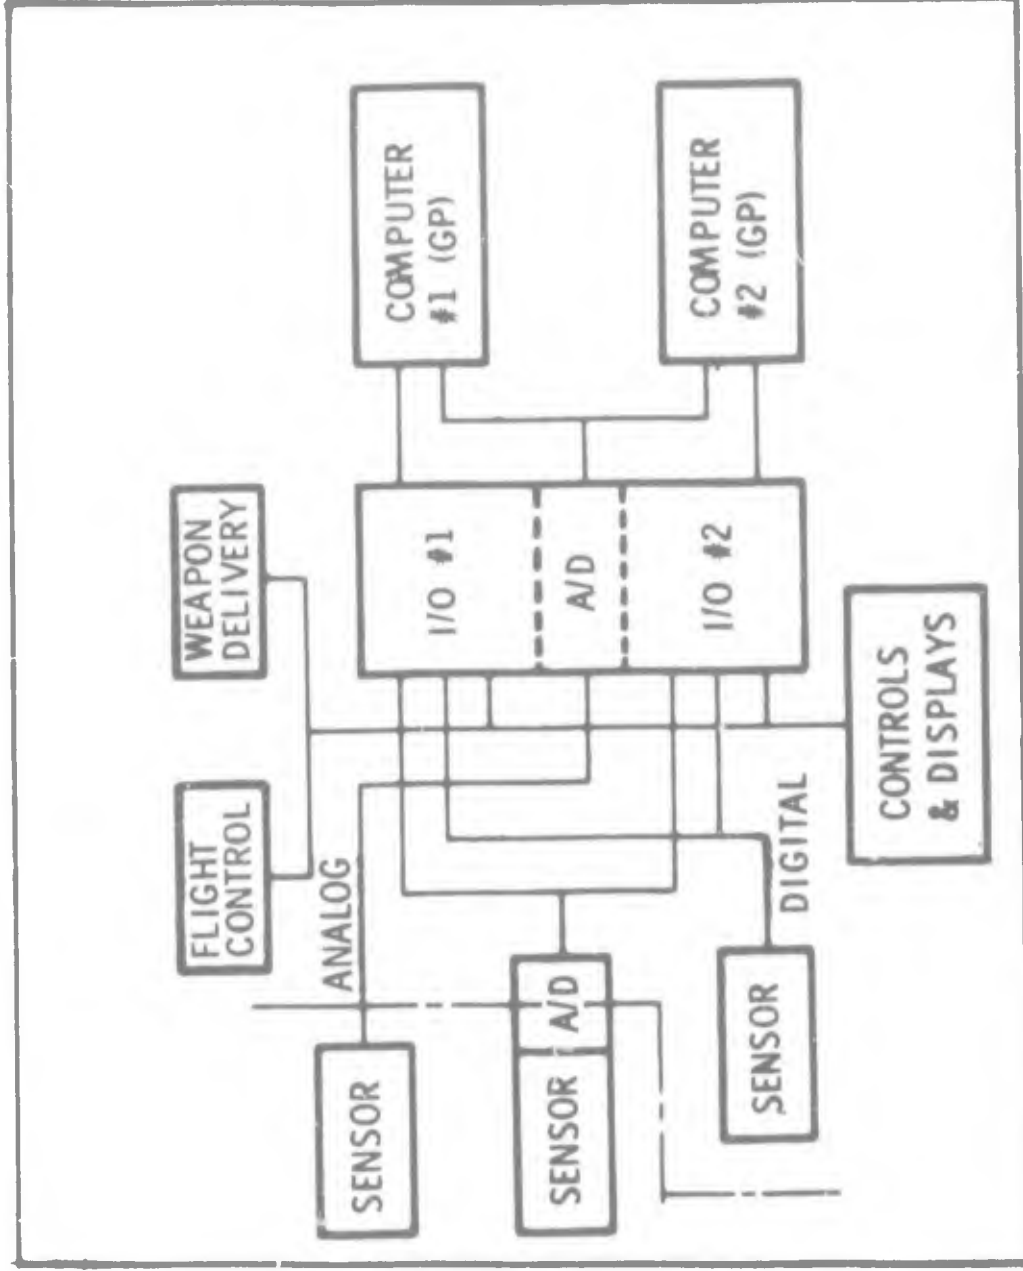 FLIGHT
CONTROL
WEAPON
DELIVERY
ANALOG
SENSOR
I/O #1
COMPUTER
#1 (GP)
SENSOR
A/D
A/D
I/O #2
COMPUTER
#2 (GP)
SENSOR
DIGITAL
CONTROLS
& DISPLAYS